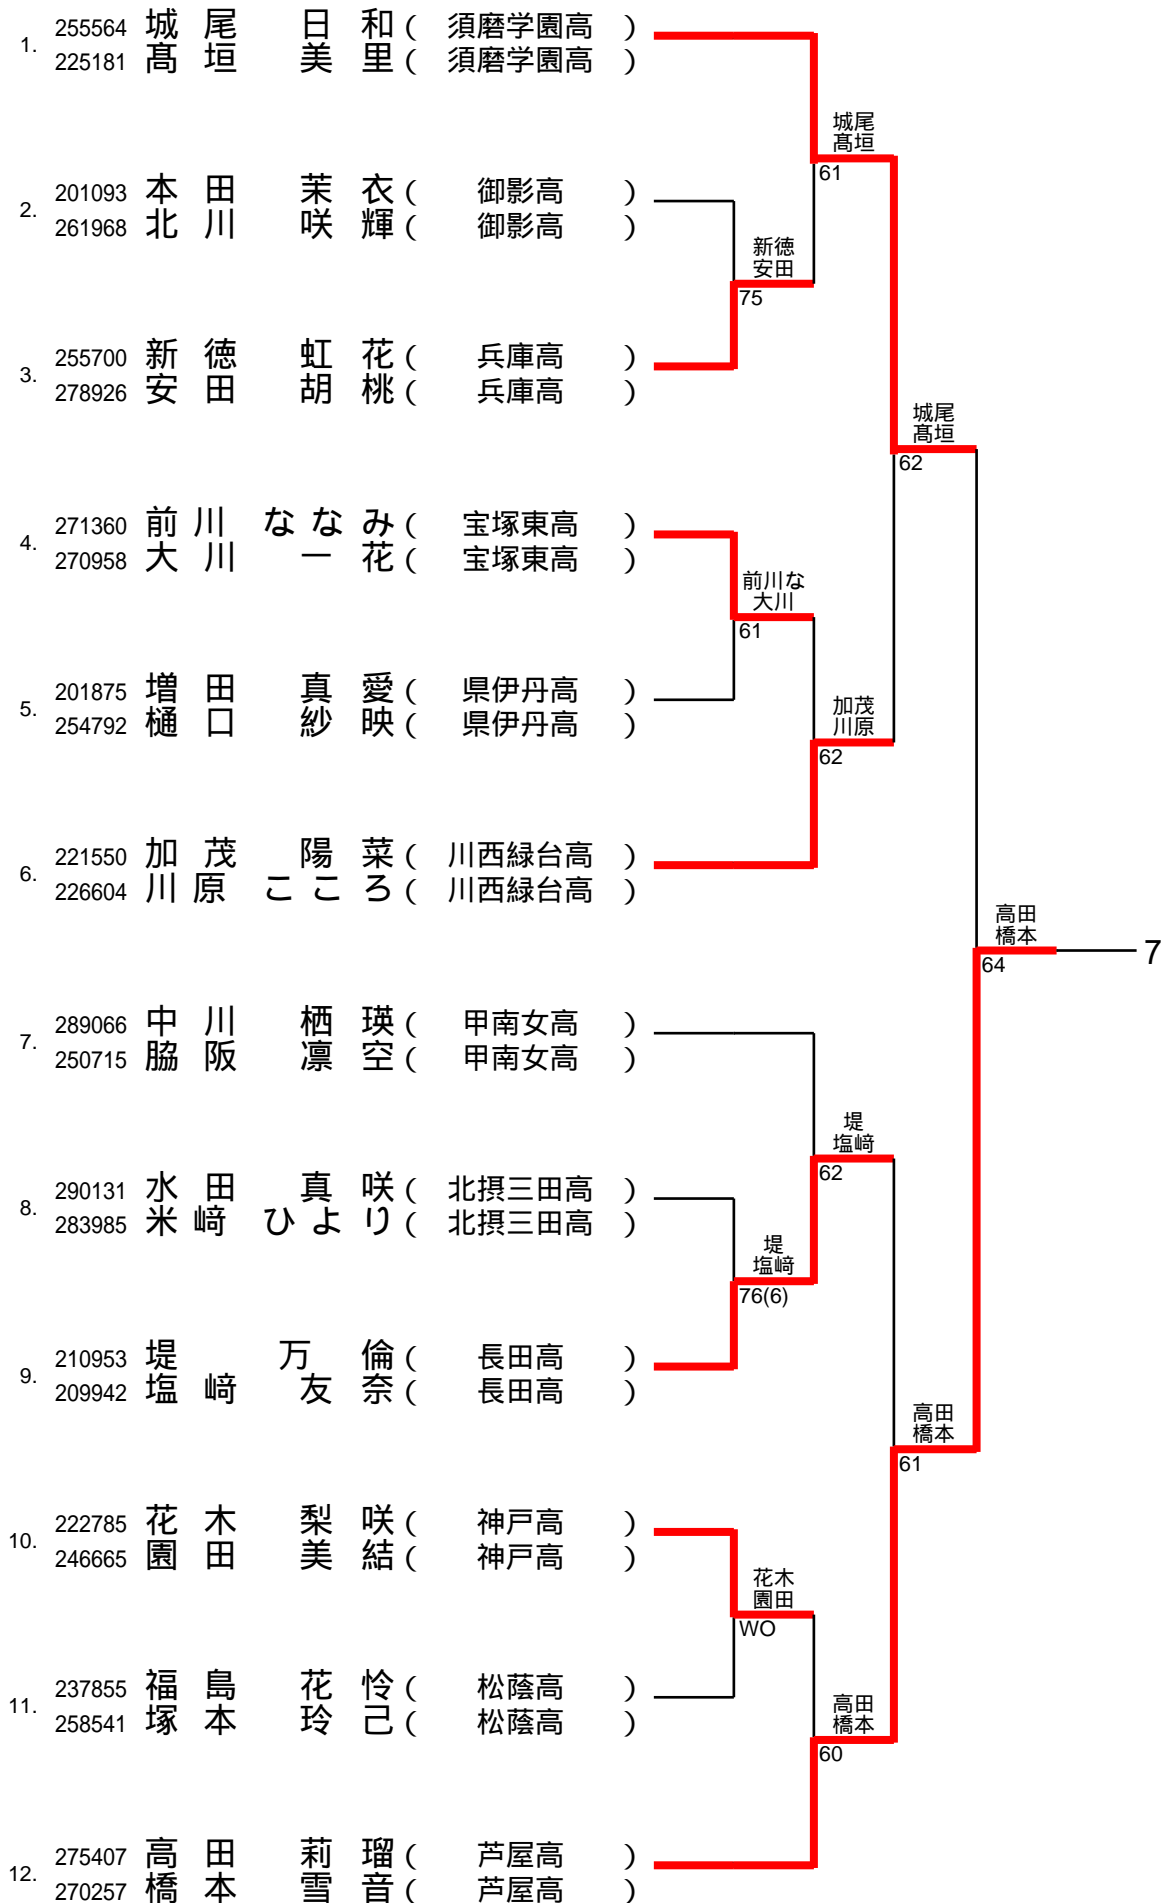 1. 255564 城尾 日和 ( 須磨学園高 )
225181 髙垣 美里 ( 須磨学園高 )
城尾
髙垣
61
2. 201093 本田 茉衣 ( 御影高 )
261968 北川 咲輝 ( 御影高 )
新徳
安田
75
3. 255700 新徳 虹花 ( 兵庫高 )
278926 安田 胡桃 ( 兵庫高 )
城尾
髙垣
62
4. 271360 前川 ななみ ( 宝塚東高 )
270958 大川 一花 ( 宝塚東高 )
前川な
大川
61
5. 201875 増田 真愛 ( 県伊丹高 )
254792 樋口 紗映 ( 県伊丹高 )
加茂
川原
62
6. 221550 加茂 陽菜 ( 川西緑台高 )
226604 川原 こころ ( 川西緑台高 )
高田
橋本
64
7
7. 289066 中川 栖瑛 ( 甲南女高 )
250715 脇阪 凛空 ( 甲南女高 )
堤
塩﨑
62
8. 290131 水田 真咲 ( 北摂三田高 )
283985 米﨑 ひより ( 北摂三田高 )
堤
塩﨑
76(6)
9. 210953 堤 万倫 ( 長田高 )
209942 塩﨑 友奈 ( 長田高 )
高田
橋本
61
10. 222785 花木 梨咲 ( 神戸高 )
246665 園田 美結 ( 神戸高 )
花木
園田
WO
11. 237855 福島 花怜 ( 松蔭高 )
258541 塚本 玲己 ( 松蔭高 )
高田
橋本
60
12. 275407 高田 莉瑠 ( 芦屋高 )
270257 橋本 雪音 ( 芦屋高 )